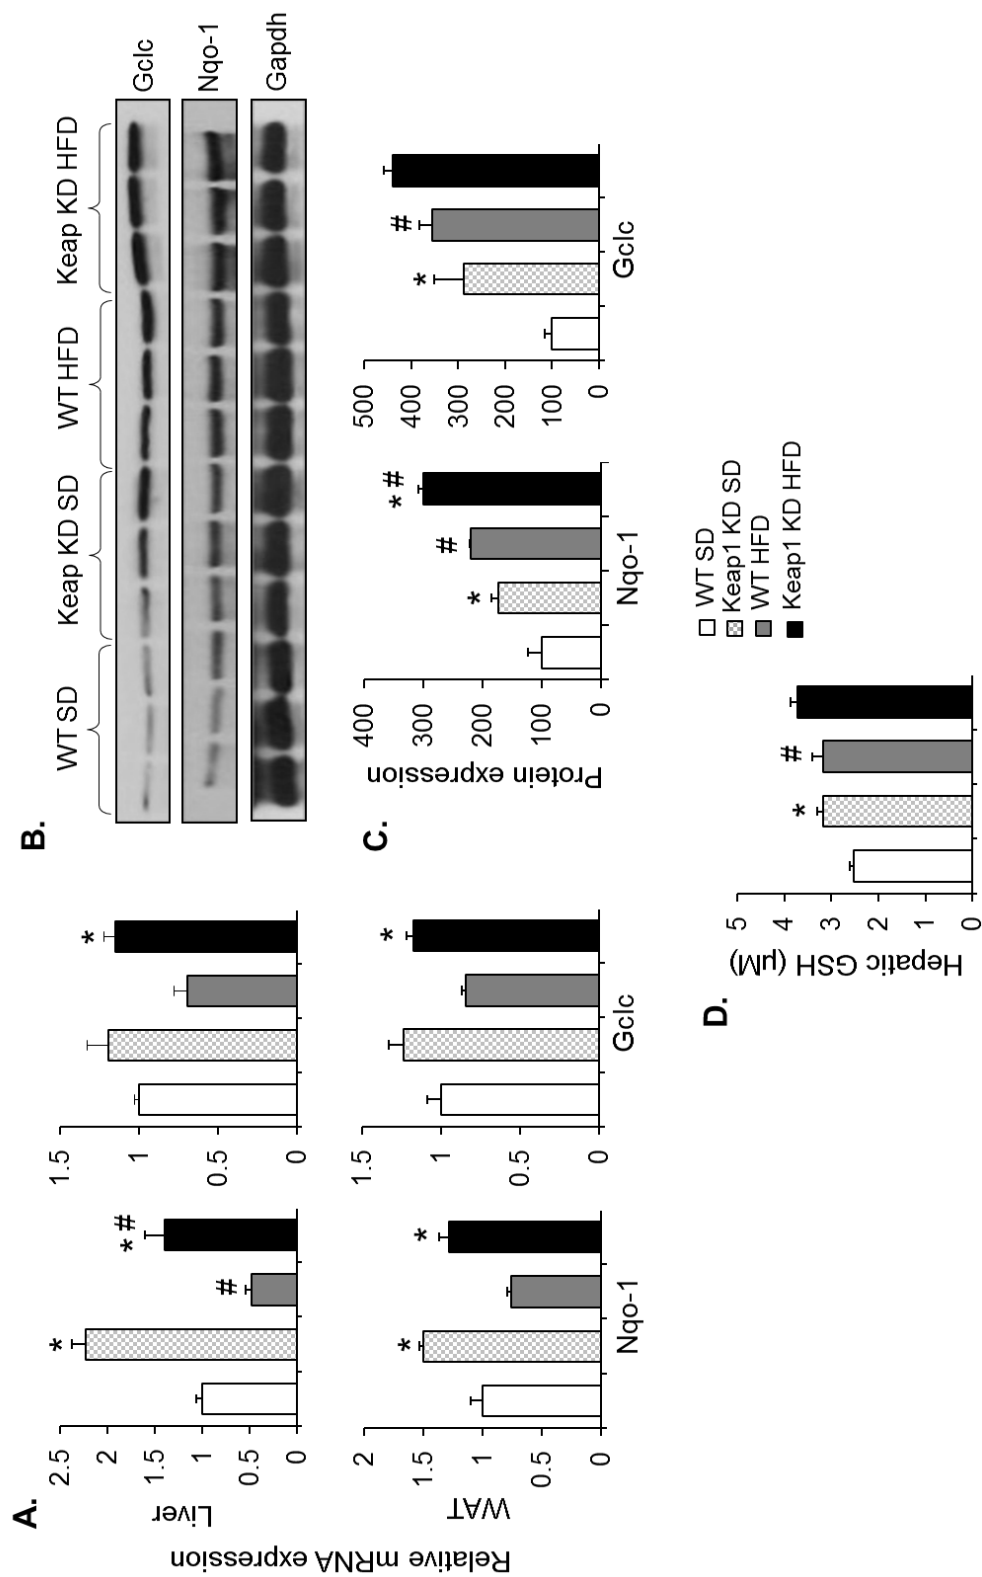 A.
Relative mRNA expression
Liver
2.5
2
1.5
1
0.5
0
*
#
* #
1.5
1
0.5
0
*
WAT
2
1.5
1
0.5
0
*
*
Nqo-1
1.5
1
0.5
0
*
Gclc
B.
WT SD Keap KD SD WT HFD Keap KD HFD
Gclc
Nqo-1
Gapdh
C.
Protein expression
400
300
200
100
0
*
#
* #
Nqo-1
500
400
300
200
100
0
*
#
Gclc
D.
Hepatic GSH (µM)
5
4
3
2
1
0
*
#
WT SD
Keap1 KD SD
WT HFD
Keap1 KD HFD